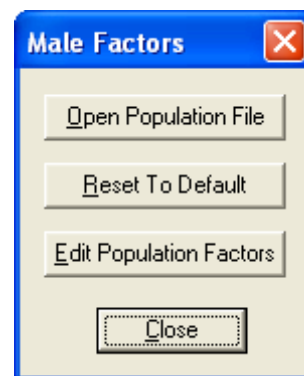 Male Factors
Open Population File
Reset To Default
Edit Population Factors
Close